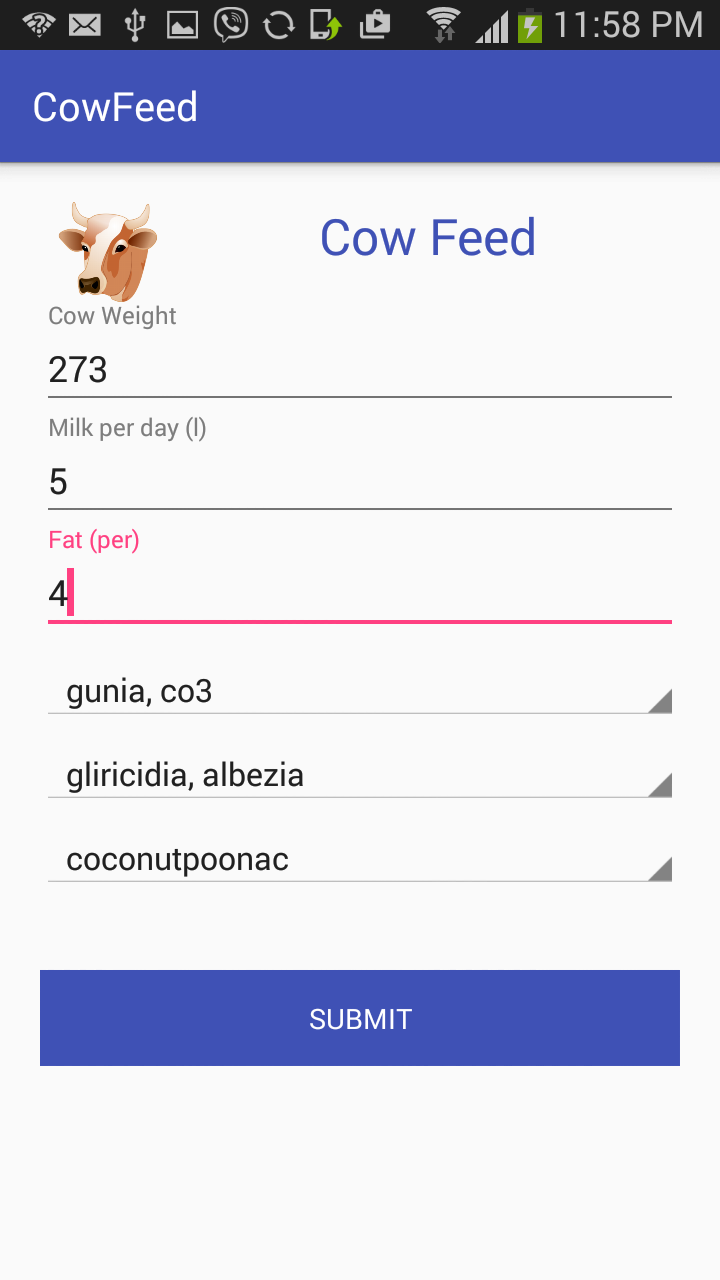 11:58 PM
CowFeed
Cow Feed
Cow Weight
273
Milk per day (l)
5
Fat (per)
4
gunia, co3
gliricidia, albezia
coconutpoonac
SUBMIT